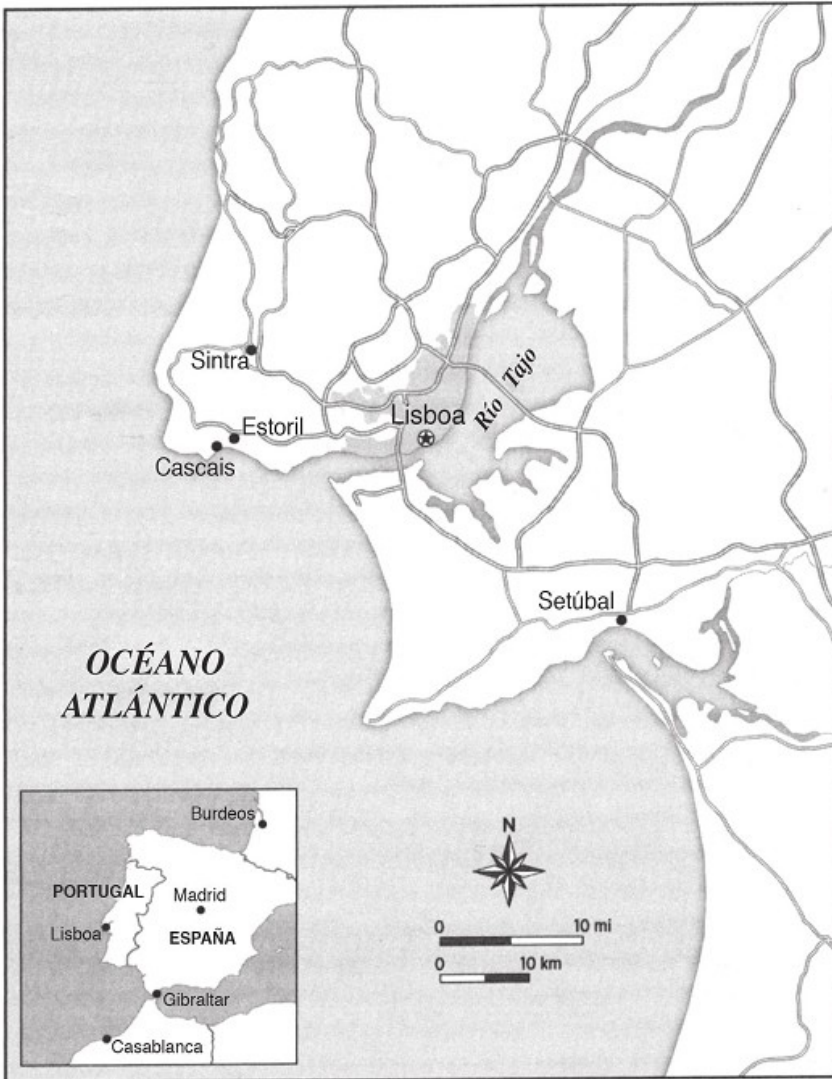 Sintra
Río Tajo
Lisboa
Estoril
Cascais
Setúbal
OCÉANO
ATLÁNTICO
N
0 10 mi
0 10 km
Burdeos
PORTUGAL
Madrid
Lisboa
ESPAÑA
Gibraltar
Casablanca